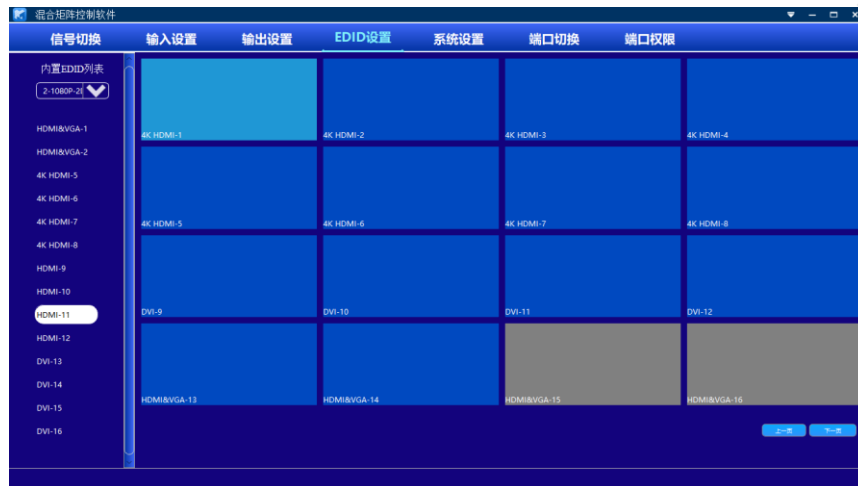 混合矩阵控制软件
信号切换 输入设置 输出设置 EDID设置 系统设置 端口切换 端口权限
内置EDID列表
2-1080P-2
HDMI&VGA-1
HDMI&VGA-2
4K HDMI-5
4K HDMI-6
4K HDMI-7
4K HDMI-8
HDMI-9
HDMI-10
HDMI-11
HDMI-12
DVI-13
DVI-14
DVI-15
DVI-16
4K HDMI-1 4K HDMI-2 4K HDMI-3 4K HDMI-4
4K HDMI-5 4K HDMI-6 4K HDMI-7 4K HDMI-8
DVI-9 DVI-10 DVI-11 DVI-12
HDMI&VGA-13 HDMI&VGA-14 HDMI&VGA-15 HDMI&VGA-16
上一页 下一页